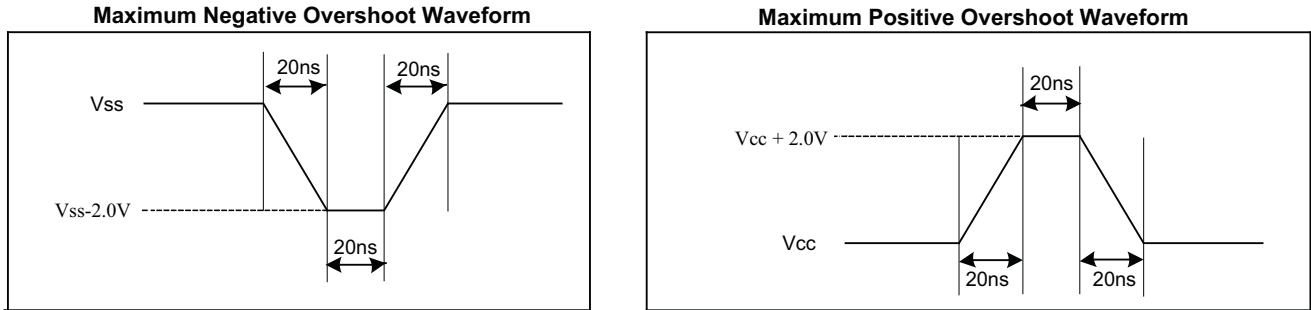 Maximum Negative Overshoot Waveform
20ns
20ns
Vss
Vss-2.0V
20ns
Maximum Positive Overshoot Waveform
20ns
Vcc + 2.0V
Vcc
20ns
20ns